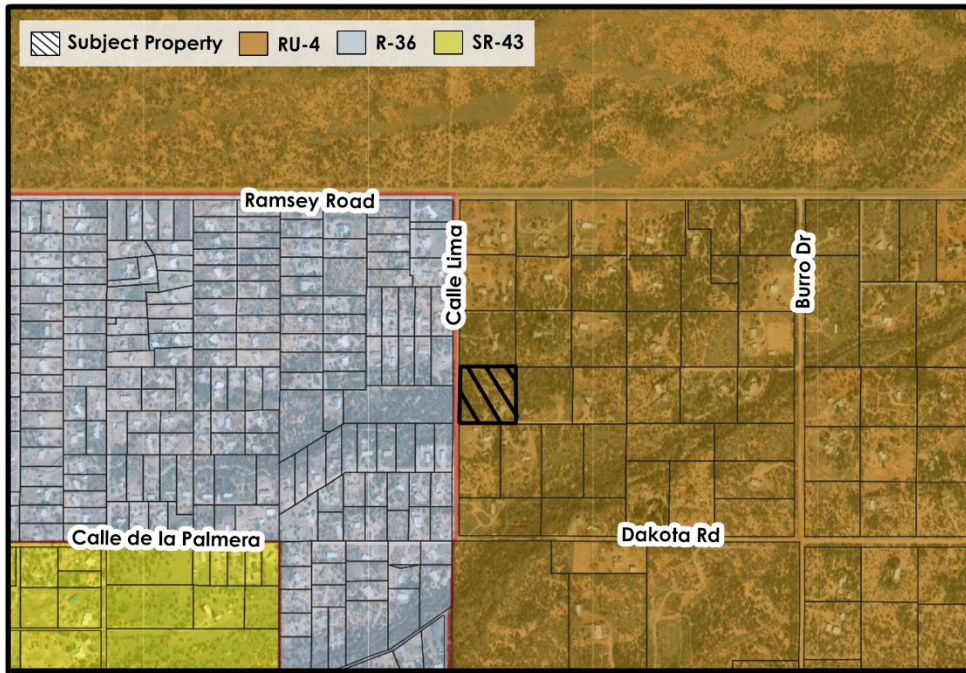 Subject Property RU-4 R-36 SR-43
Ramsey Road
Calle Lima
Burro Dr
Calle de la Palmera
Dakota Rd